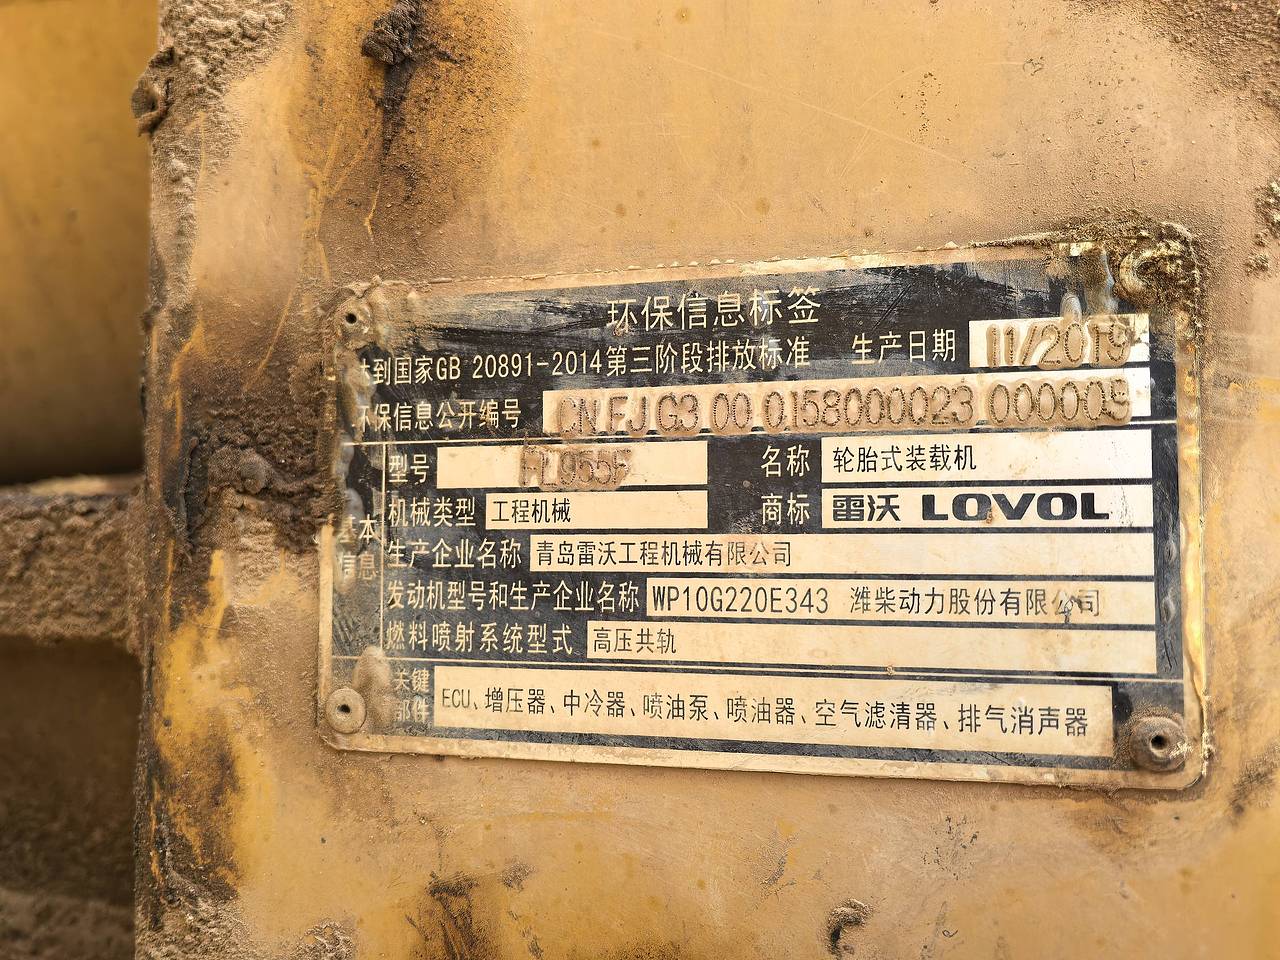 环保信息标签
达到国家GB 20891-2014第三阶段排放标准 生产日期 11/2019
环保信息公开编号 CN FJ G3 00 0158000023 000005
基本信息
型号 FL955F 名称 轮胎式装载机
机械类型 工程机械 商标 雷沃 LOVOL
生产企业名称 青岛雷沃工程机械有限公司
发动机型号和生产企业名称 WP10G220E343 潍柴动力股份有限公司
燃料喷射系统型式 高压共轨
关键部件 ECU、增压器、中冷器、喷油泵、喷油器、空气滤清器、排气消声器